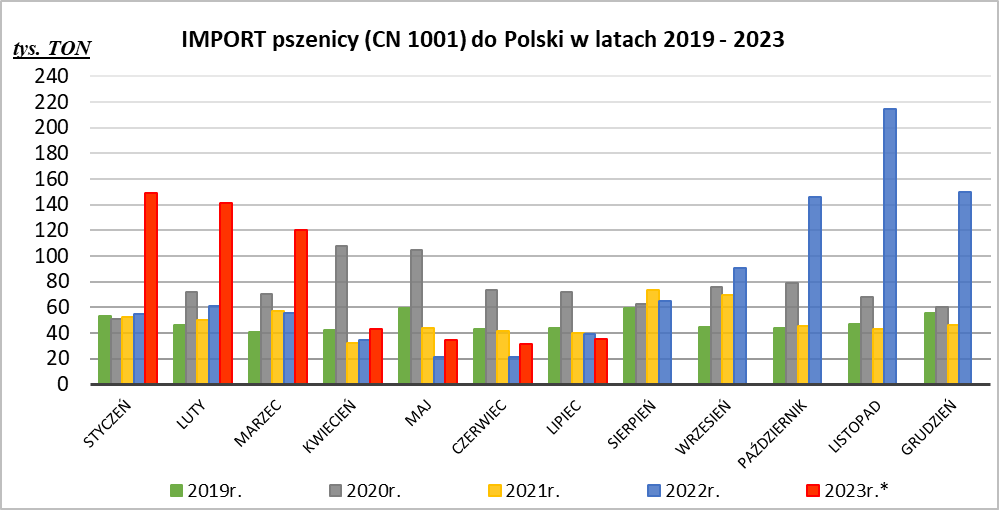 IMPORT pszenicy (CN 1001) do Polski w latach 2019 - 2023
tys. TON
240
220
200
180
160
140
120
100
80
60
40
20
0
STYCZEŃ
LUTY
MARZEC
KWIECIEŃ
MAJ
CZERWIEC
LIPIEC
SIERPIEŃ
WRZESIEŃ
PAŹDZIERNIK
LISTOPAD
GRUDZIEŃ
2019r. 2020r. 2021r. 2022r. 2023r.*